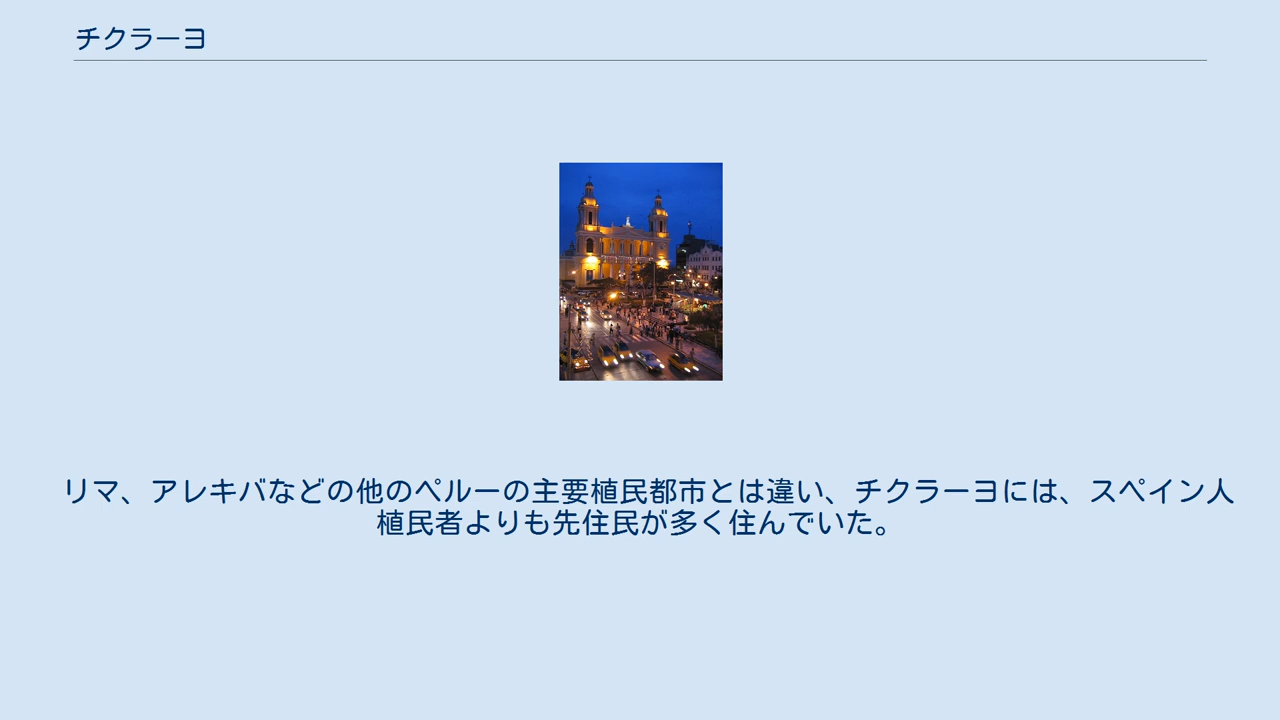 チクラーヨ
リマ、アレキバなどの他のペルーの主要植民都市とは違い、チクラーヨには、スペイン人
植民者よりも先住民が多く住んでいた。